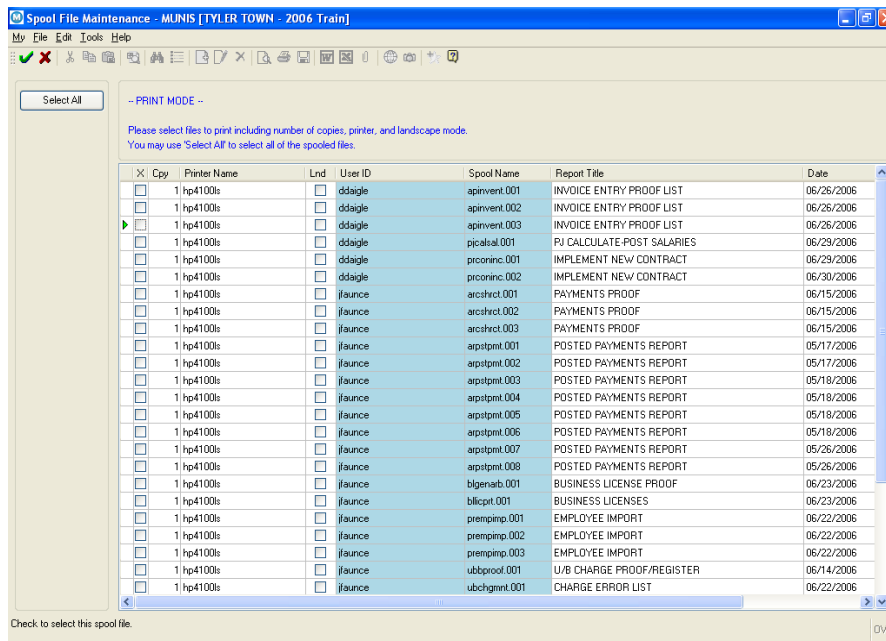 Spool File Maintenance - MUNIS [TYLER TOWN - 2006 Train]
My File Edit Tools Help
Select All
-- PRINT MODE --
Please select files to print including number of copies, printer, and landscape mode.
You may use 'Select All' to select all of the spooled files.
X Cpy Printer Name Lnd User ID Spool Name Report Title Date
1 hp4100ls ddaigle apinvent.001 INVOICE ENTRY PROOF LIST 06/26/2006
1 hp4100ls ddaigle apinvent.002 INVOICE ENTRY PROOF LIST 06/26/2006
1 hp4100ls ddaigle apinvent.003 INVOICE ENTRY PROOF LIST 06/26/2006
1 hp4100ls ddaigle pjcalsal.001 PJ CALCULATE-POST SALARIES 06/29/2006
1 hp4100ls ddaigle prconinc.001 IMPLEMENT NEW CONTRACT 06/29/2006
1 hp4100ls ddaigle prconinc.002 IMPLEMENT NEW CONTRACT 06/30/2006
1 hp4100ls jfaunce arcshrct.001 PAYMENTS PROOF 06/15/2006
1 hp4100ls jfaunce arcshrct.002 PAYMENTS PROOF 06/15/2006
1 hp4100ls jfaunce arcshrct.003 PAYMENTS PROOF 06/15/2006
1 hp4100ls jfaunce arpstpmt.001 POSTED PAYMENTS REPORT 05/17/2006
1 hp4100ls jfaunce arpstpmt.002 POSTED PAYMENTS REPORT 05/17/2006
1 hp4100ls jfaunce arpstpmt.003 POSTED PAYMENTS REPORT 05/18/2006
1 hp4100ls jfaunce arpstpmt.004 POSTED PAYMENTS REPORT 05/18/2006
1 hp4100ls jfaunce arpstpmt.005 POSTED PAYMENTS REPORT 05/18/2006
1 hp4100ls jfaunce arpstpmt.006 POSTED PAYMENTS REPORT 05/18/2006
1 hp4100ls jfaunce arpstpmt.007 POSTED PAYMENTS REPORT 05/26/2006
1 hp4100ls jfaunce arpstpmt.008 POSTED PAYMENTS REPORT 05/26/2006
1 hp4100ls jfaunce blgenarb.001 BUSINESS LICENSE PROOF 06/23/2006
1 hp4100ls jfaunce bllicprt.001 BUSINESS LICENSES 06/23/2006
1 hp4100ls jfaunce prempimp.001 EMPLOYEE IMPORT 06/22/2006
1 hp4100ls jfaunce prempimp.002 EMPLOYEE IMPORT 06/22/2006
1 hp4100ls jfaunce prempimp.003 EMPLOYEE IMPORT 06/22/2006
1 hp4100ls jfaunce ubbproof.001 U/B CHARGE PROOF/REGISTER 06/14/2006
1 hp4100ls jfaunce ubchgmnt.001 CHARGE ERROR LIST 06/22/2006
Check to select this spool file.
OV